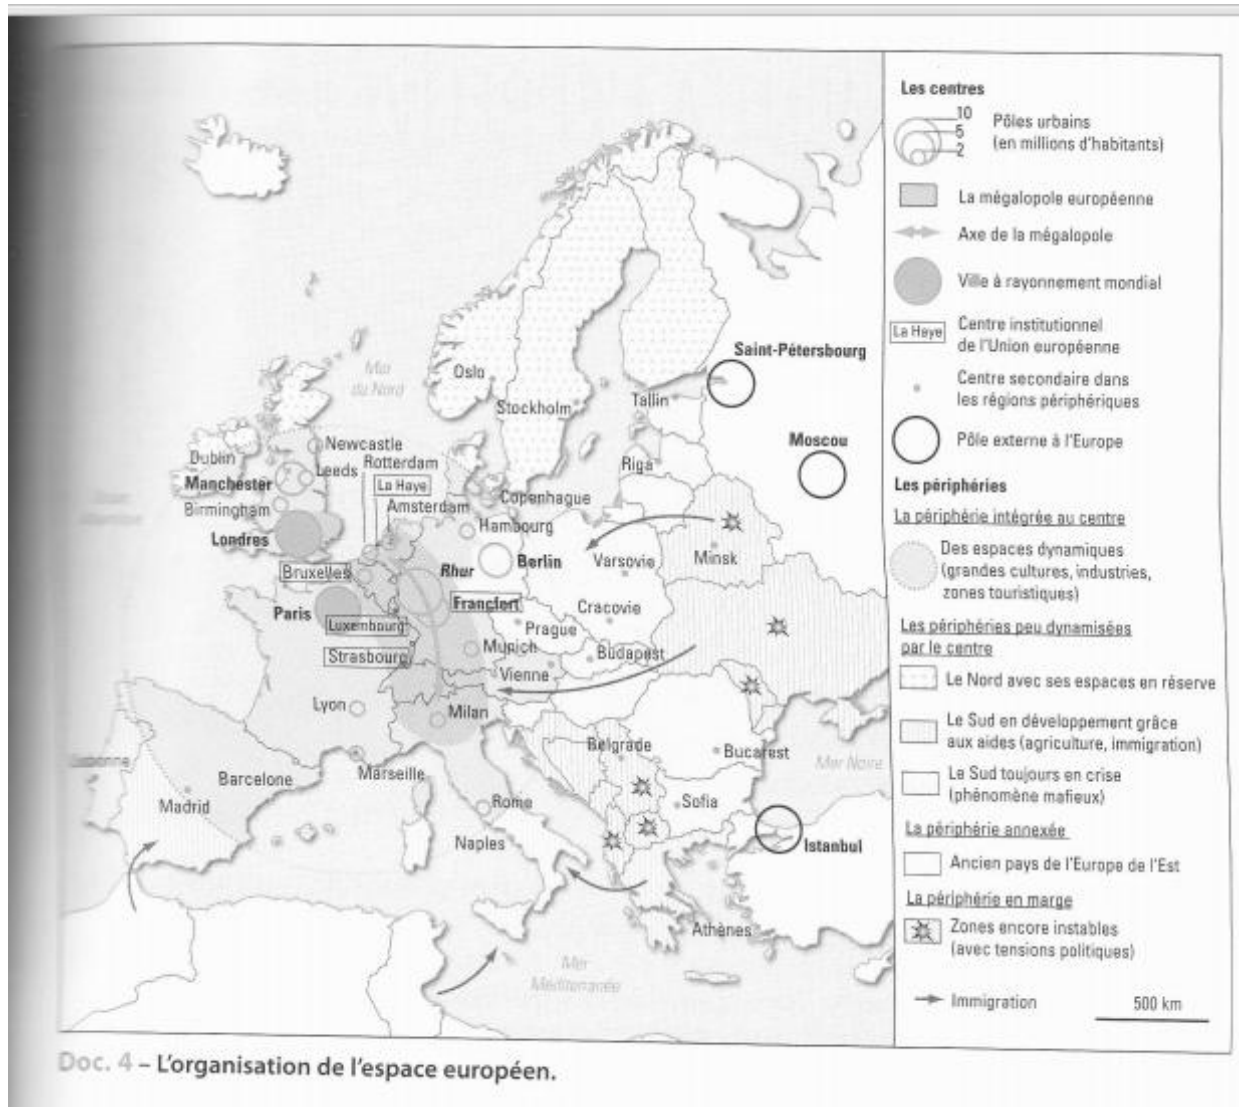 Mer
du Nord
Oslo
Stockholm
Saint-Pétersbourg
Tallin
Moscou
Riga
Newcastle
Dublin
Leeds
Rotterdam
La Haye
Manchester
Birmingham
Amsterdam
Copenhague
Hambourg
Londres
Berlin
Varsovie
Minsk
Bruxelles
Rhur
Francfort
Cracovie
Paris
Luxembourg
Prague
Strasbourg
Munich
Budapest
Vienne
Lyon
Milan
Belgrade
Bucarest
Mer Noire
Barcelone
Marseille
Madrid
Rome
Sofia
Naples
Istanbul
Athènes
Mer
Méditerranée
Les centres
10
5
2
Pôles urbains
(en millions d'habitants)
La mégalopole européenne
Axe de la mégalopole
Ville à rayonnement mondial
La Haye
Centre institutionnel
de l'Union européenne
Centre secondaire dans
les régions périphériques
Pôle externe à l'Europe
Les périphéries
La périphérie intégrée au centre
Des espaces dynamiques
(grandes cultures, industries,
zones touristiques)
Les périphéries peu dynamisées
par le centre
Le Nord avec ses espaces en réserve
Le Sud en développement grâce
aux aides (agriculture, immigration)
Le Sud toujours en crise
(phénomène mafieux)
La périphérie annexée
Ancien pays de l'Europe de l'Est
La périphérie en marge
Zones encore instables
(avec tensions politiques)
Immigration
500 km
Doc. 4 – L'organisation de l'espace européen.